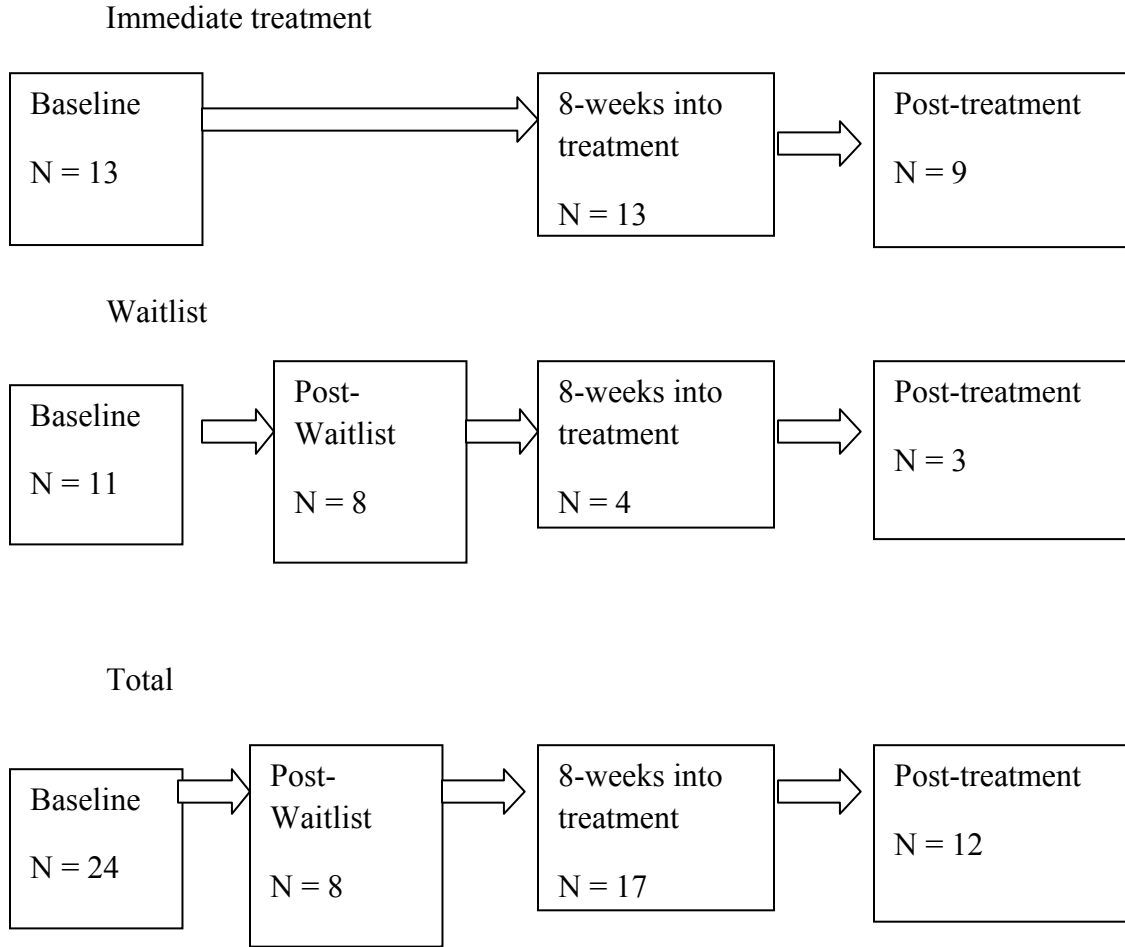 Immediate treatment
Baseline
N = 13
8-weeks into
treatment
N = 13
Post-treatment
N = 9
Waitlist
Baseline
N = 11
Post-
Waitlist
N = 8
8-weeks into
treatment
N = 4
Post-treatment
N = 3
Total
Baseline
N = 24
Post-
Waitlist
N = 8
8-weeks into
treatment
N = 17
Post-treatment
N = 12